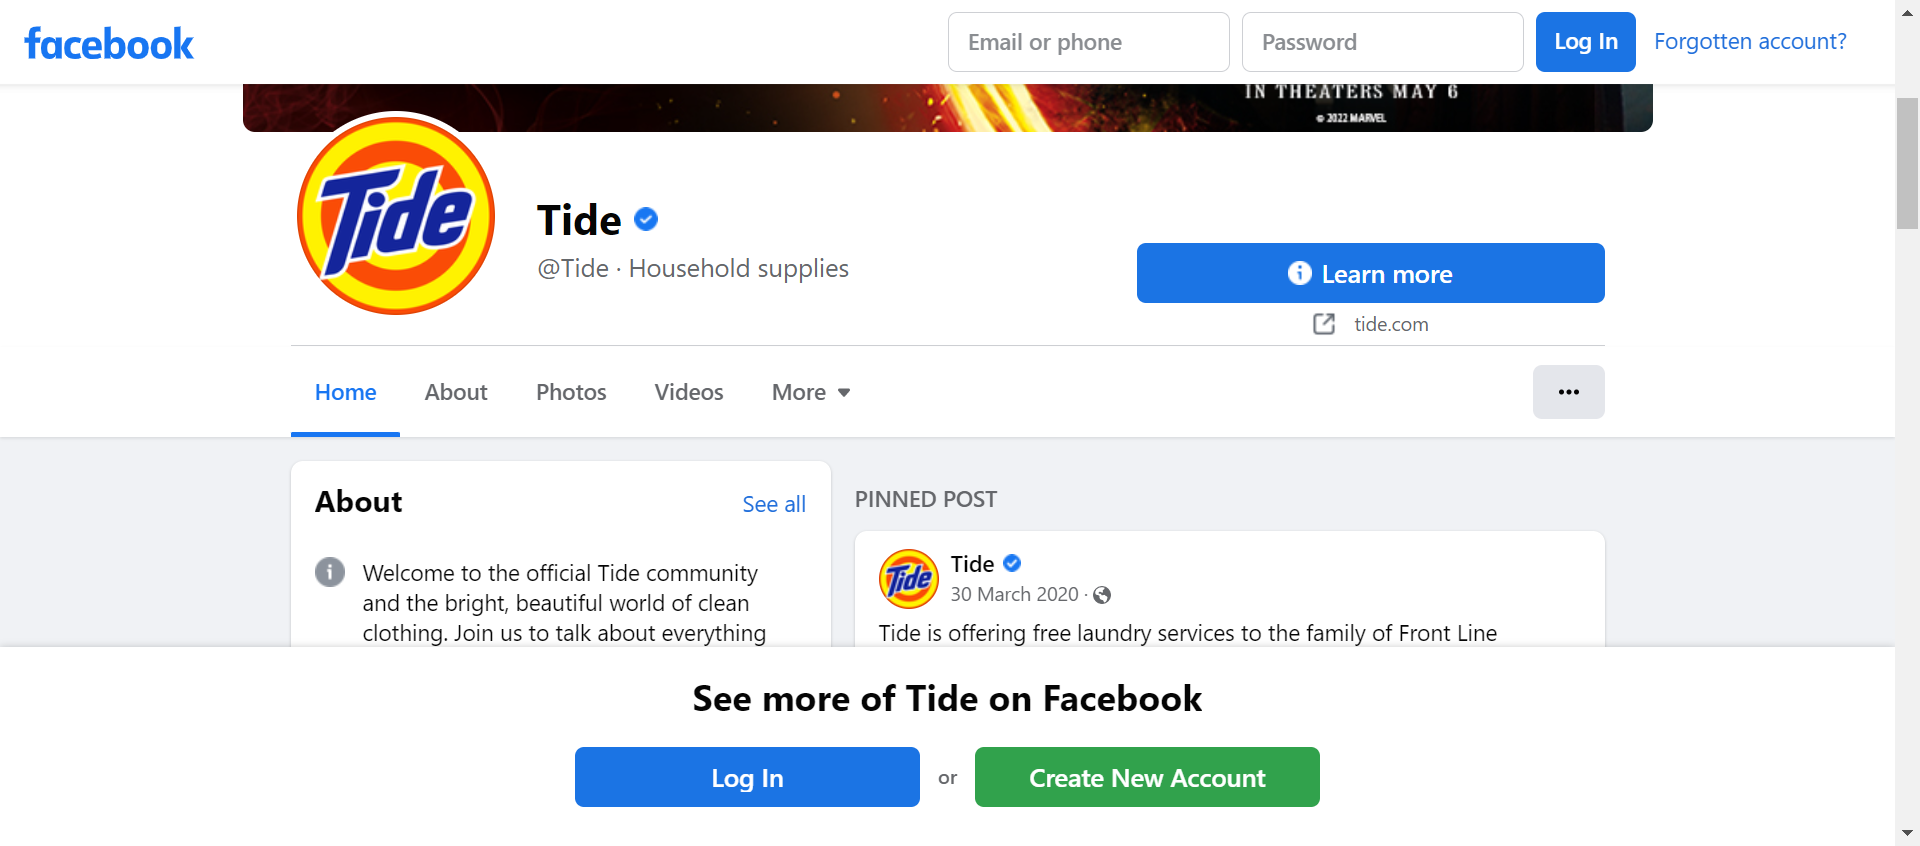 facebook
Email or phone
Password
Log In
Forgotten account?
IN THEATERS MAY 6
© 2022 MARVEL
Tide
Tide
@Tide · Household supplies
Learn more
tide.com
Home
About
Photos
Videos
More
About
See all
Welcome to the official Tide community
and the bright, beautiful world of clean
clothing. Join us to talk about everything
PINNED POST
Tide
Tide
30 March 2020 ·
Tide is offering free laundry services to the family of Front Line
See more of Tide on Facebook
Log In
or
Create New Account